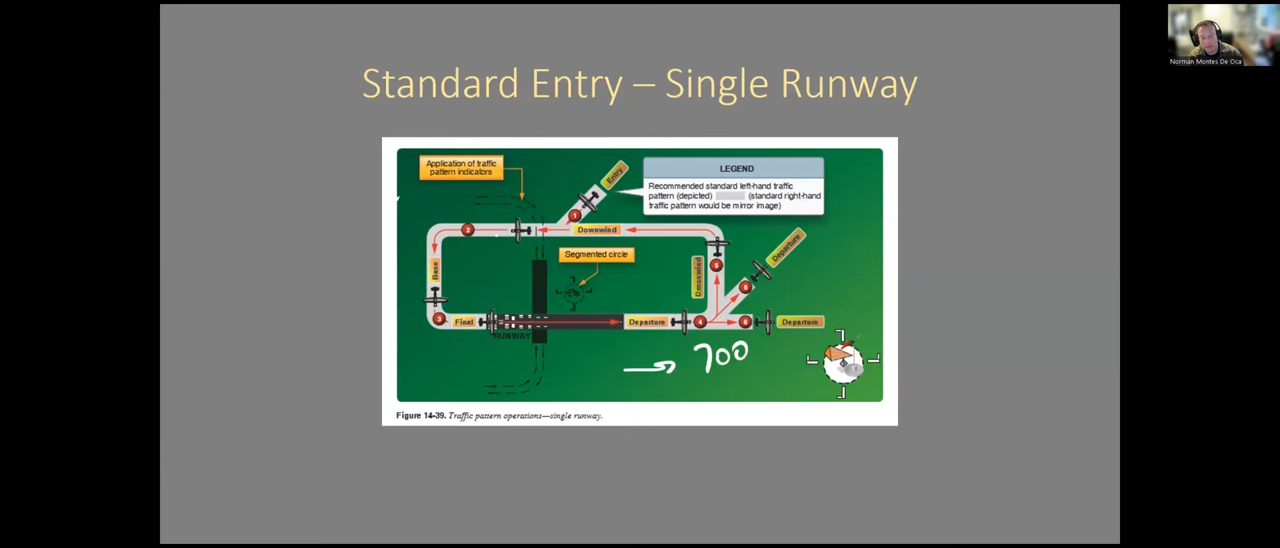 Norman Montes De Oca
Standard Entry – Single Runway
Application of traffic
pattern indicators
Entry
LEGEND
Recommended standard left-hand traffic
pattern (depicted) (standard right-hand
traffic pattern would be mirror image)
1
2
Downwind
Segmented circle
Base
Crosswind
5
Departure
6
3
Final
RUNWAY
Departure
4
6
Departure
700
Figure 14-39. Traffic pattern operations—single runway.